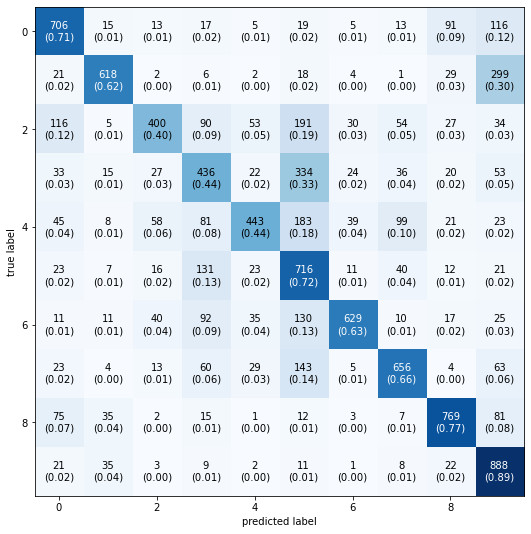 706 15 13 17 5 19 5 13 91 116
0 (0.71) (0.01) (0.01) (0.02) (0.01) (0.02) (0.01) (0.01) (0.09) (0.12)
21 618 2 6 2 18 4 1 29 299
(0.02) (0.62) (0.00) (0.01) (0.00) (0.02) (0.00) (0.00) (0.03) (0.30)
116 5 400 90 53 191 30 54 27 34
2 (0.12) (0.01) (0.40) (0.09) (0.05) (0.19) (0.03) (0.05) (0.03) (0.03)
33 15 27 436 22 334 24 36 20 53
(0.03) (0.01) (0.03) (0.44) (0.02) (0.33) (0.02) (0.04) (0.02) (0.05)
45 8 58 81 443 183 39 99 21 23
4 (0.04) (0.01) (0.06) (0.08) (0.44) (0.18) (0.04) (0.10) (0.02) (0.02)
true label
23 7 16 131 23 716 11 40 12 21
(0.02) (0.01) (0.02) (0.13) (0.02) (0.72) (0.01) (0.04) (0.01) (0.02)
11 11 40 92 35 130 629 10 17 25
6 (0.01) (0.01) (0.04) (0.09) (0.04) (0.13) (0.63) (0.01) (0.02) (0.03)
23 4 13 60 29 143 5 656 4 63
(0.02) (0.00) (0.01) (0.06) (0.03) (0.14) (0.01) (0.66) (0.00) (0.06)
75 35 2 15 1 12 3 7 769 81
8 (0.07) (0.04) (0.00) (0.01) (0.00) (0.01) (0.00) (0.01) (0.77) (0.08)
21 35 3 9 2 11 1 8 22 888
(0.02) (0.04) (0.00) (0.01) (0.00) (0.01) (0.00) (0.01) (0.02) (0.89)
0 2 4 6 8
predicted label